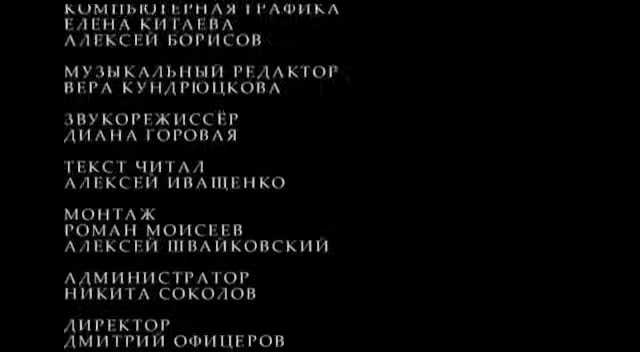 КОМПЬЮТЕРНАЯ ГРАФИКА
ЕЛЕНА КИТАЕВА
АЛЕКСЕЙ БОРИСОВ
МУЗЫКАЛЬНЫЙ РЕДАКТОР
ВЕРА КУНДРЮЦКОВА
ЗВУКОРЕЖИССЁР
ДИАНА ГОРОВАЯ
ТЕКСТ ЧИТАЛ
АЛЕКСЕЙ ИВАЩЕНКО
МОНТАЖ
РОМАН МОИСЕЕВ
АЛЕКСЕЙ ШВАЙКОВСКИЙ
АДМИНИСТРАТОР
НИКИТА СОКОЛОВ
ДИРЕКТОР
ДМИТРИЙ ОФИЦЕРОВ